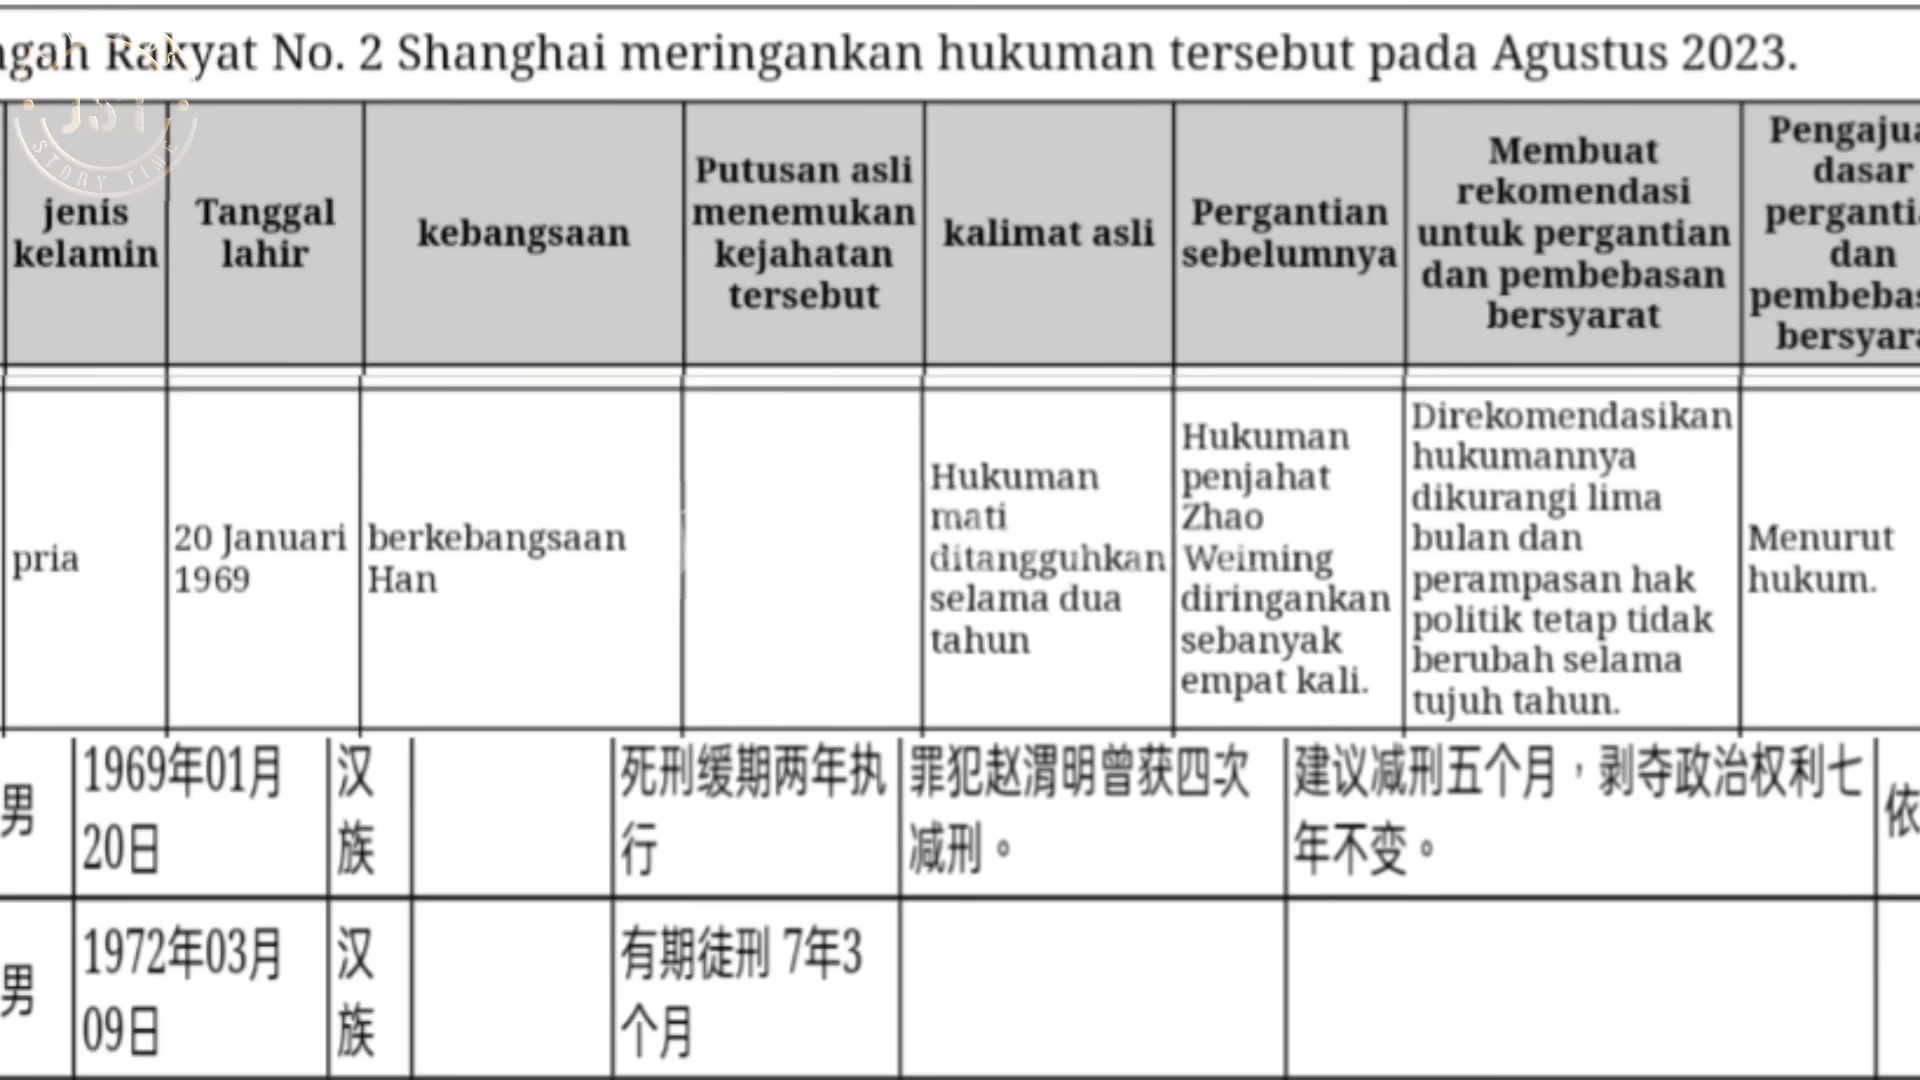 ngah Rakyat No. 2 Shanghai meringankan hukuman tersebut pada Agustus 2023.
JST
STORY TIME
jenis
kelamin
Tanggal
lahir
kebangsaan
Putusan asli
menemukan
kejahatan
tersebut
kalimat asli
Pergantian
sebelumnya
Membuat
rekomendasi
untuk pergantian
dan pembebasan
bersyarat
Pengajua
dasar
perganti
dan
pembebas
bersyara
pria
20 Januari
1969
berkebangsaan
Han
Hukuman
mati
ditangguhkan
selama dua
tahun
Hukuman
penjahat
Zhao
Weiming
diringankan
sebanyak
empat kali.
Direkomendasikan
hukumannya
dikurangi lima
bulan dan
perampasan hak
politik tetap tidak
berubah selama
tujuh tahun.
Menurut
hukum.
男
1969年01月
20日
汉
族
死刑缓期两年执
行
罪犯赵渭明曾获四次
减刑。
建议减刑五个月，剥夺政治权利七
年不变。
依
男
1972年03月
09日
汉
族
有期徒刑 7年3
个月